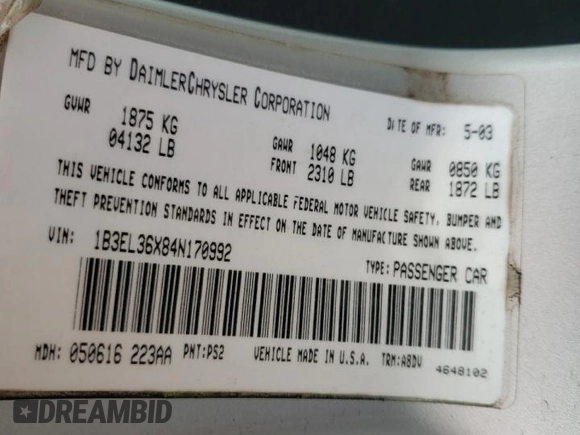 MFD BY DAIMLERCHRYSLER CORPORATION
DATE OF MFR: 5-03
GVWR 1875 KG 04132 LB
GAWR FRONT 1048 KG 2310 LB
GAWR REAR 0850 KG 1872 LB
THIS VEHICLE CONFORMS TO ALL APPLICABLE FEDERAL MOTOR VEHICLE SAFETY, BUMPER AND
THEFT PREVENTION STANDARDS IN EFFECT ON THE DATE OF MANUFACTURE SHOWN ABOVE.
VIN: 1B3EL36X84N170992
TYPE: PASSENGER CAR
MDH: 050616 223AA PNT: PS2 VEHICLE MADE IN U.S.A. TRM: A8DV
4648102
DREAMBID